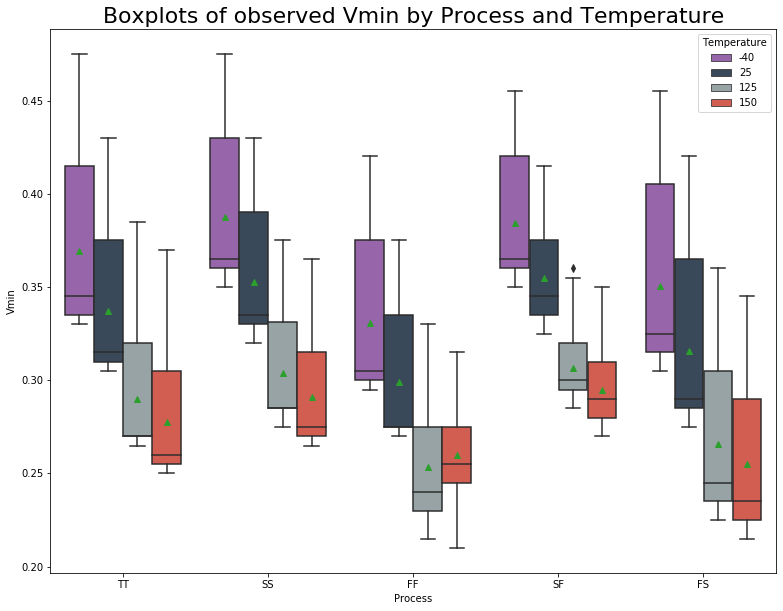 Boxplots of observed Vmin by Process and Temperature
Temperature
-40
25
125
150
0.45
0.40
0.35
0.30
0.25
0.20
Vmin
TT SS FF SF FS
Process